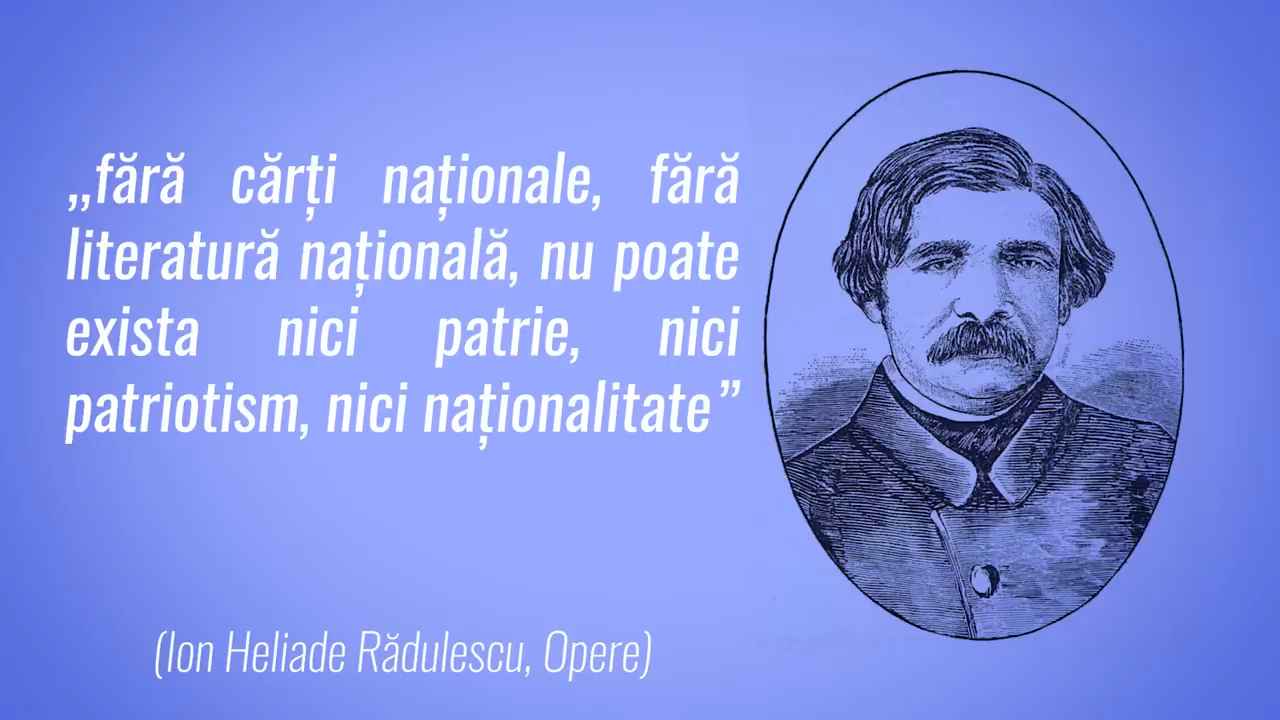 „fără cărți naționale, fără
literatură națională, nu poate
exista nici patrie, nici
patriotism, nici naționalitate”
(Ion Heliade Rădulescu, Opere)